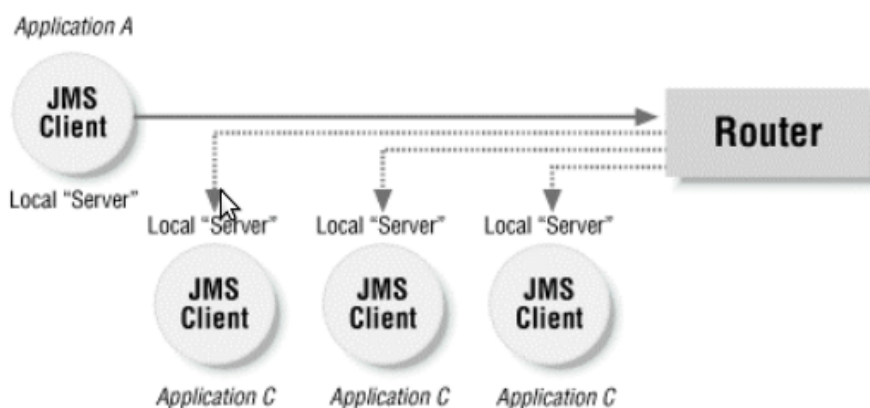 Application A
JMS
Client
Router
Local "Server"
Local "Server" Local "Server" Local "Server"
JMS JMS JMS
Client Client Client
Application C Application C Application C